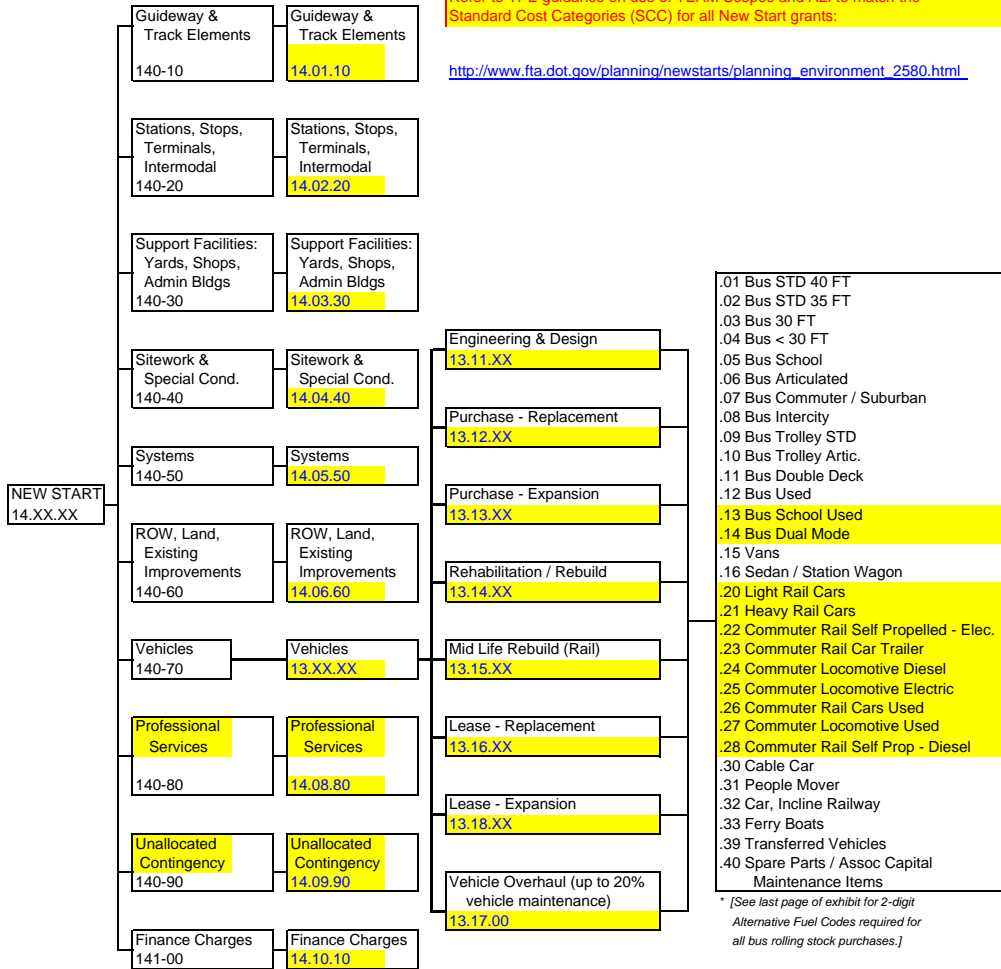 Standard Cost Categories (SCC) for all New Start grants:
http://www.fta.dot.gov/planning/newstarts/planning_environment_2580.html
NEW START
14.XX.XX
Guideway &
Track Elements
140-10
Guideway &
Track Elements
14.01.10
Stations, Stops,
Terminals,
Intermodal
140-20
Stations, Stops,
Terminals,
Intermodal
14.02.20
Support Facilities:
Yards, Shops,
Admin Bldgs
140-30
Support Facilities:
Yards, Shops,
Admin Bldgs
14.03.30
Sitework &
Special Cond.
140-40
Sitework &
Special Cond.
14.04.40
Systems
140-50
Systems
14.05.50
ROW, Land,
Existing
Improvements
140-60
ROW, Land,
Existing
Improvements
14.06.60
Vehicles
140-70
Vehicles
13.XX.XX
Professional
Services
140-80
Professional
Services
14.08.80
Unallocated
Contingency
140-90
Unallocated
Contingency
14.09.90
Finance Charges
141-00
Finance Charges
14.10.10
Engineering & Design
13.11.XX
Purchase - Replacement
13.12.XX
Purchase - Expansion
13.13.XX
Rehabilitation / Rebuild
13.14.XX
Mid Life Rebuild (Rail)
13.15.XX
Lease - Replacement
13.16.XX
Lease - Expansion
13.18.XX
Vehicle Overhaul (up to 20%
vehicle maintenance)
13.17.00
.01 Bus STD 40 FT
.02 Bus STD 35 FT
.03 Bus 30 FT
.04 Bus < 30 FT
.05 Bus School
.06 Bus Articulated
.07 Bus Commuter / Suburban
.08 Bus Intercity
.09 Bus Trolley STD
.10 Bus Trolley Artic.
.11 Bus Double Deck
.12 Bus Used
.13 Bus School Used
.14 Bus Dual Mode
.15 Vans
.16 Sedan / Station Wagon
.20 Light Rail Cars
.21 Heavy Rail Cars
.22 Commuter Rail Self Propelled - Elec.
.23 Commuter Rail Car Trailer
.24 Commuter Locomotive Diesel
.25 Commuter Locomotive Electric
.26 Commuter Rail Cars Used
.27 Commuter Locomotive Used
.28 Commuter Rail Self Prop - Diesel
.30 Cable Car
.31 People Mover
.32 Car, Incline Railway
.33 Ferry Boats
.39 Transferred Vehicles
.40 Spare Parts / Assoc Capital
Maintenance Items
* [See last page of exhibit for 2-digit
Alternative Fuel Codes required for
all bus rolling stock purchases.]